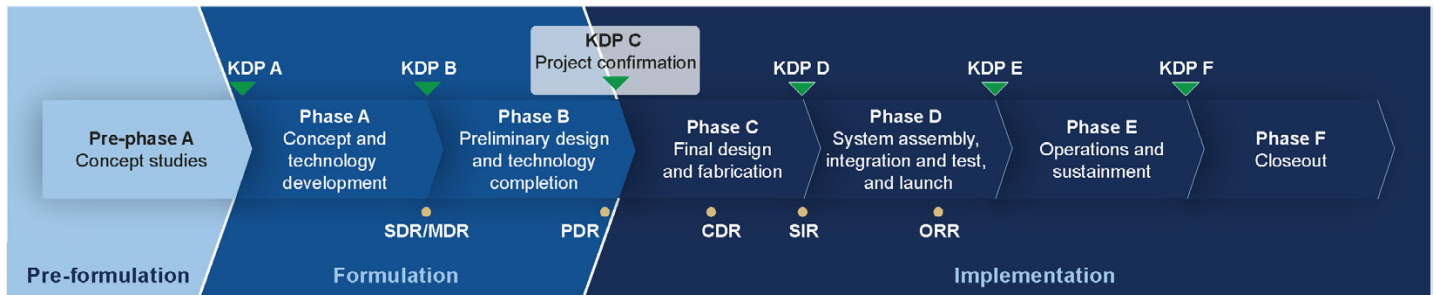 KDP C
Project confirmation
KDP A
KDP B
KDP D
KDP E
KDP F
Pre-phase A
Concept studies
Phase A
Concept and
technology
development
Phase B
Preliminary design
and technology
completion
Phase C
Final design
and fabrication
Phase D
System assembly,
integration and test,
and launch
Phase E
Operations and
sustainment
Phase F
Closeout
SDR/MDR
PDR
CDR
SIR
ORR
Pre-formulation
Formulation
Implementation